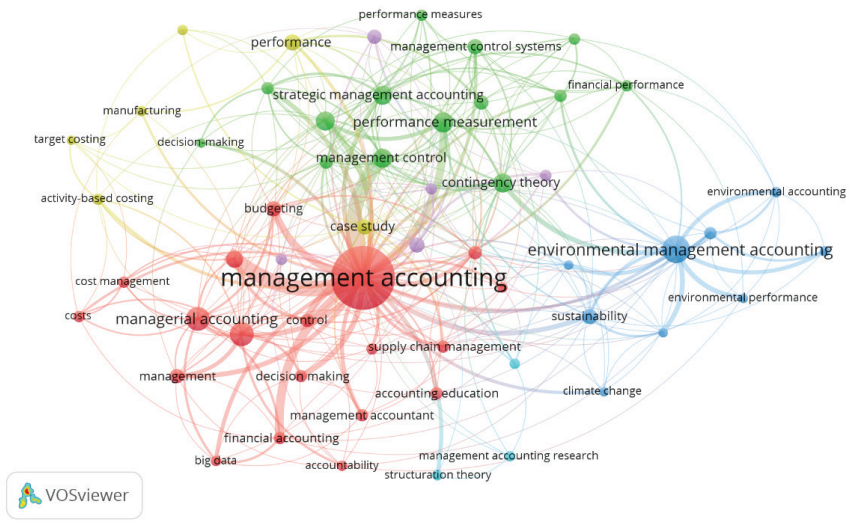 performance measures
performance
management control systems
financial performance
strategic management accounting
manufacturing
performance measurement
target costing
decision-making
management control
contingency theory
environmental accounting
activity-based costing
budgeting
case study
environmental management accounting
management accounting
cost management
environmental performance
costs
managerial accounting
control
sustainability
supply chain management
management
decision making
climate change
accounting education
management accountant
financial accounting
management accounting research
big data
accountability
structuration theory
VOSviewer